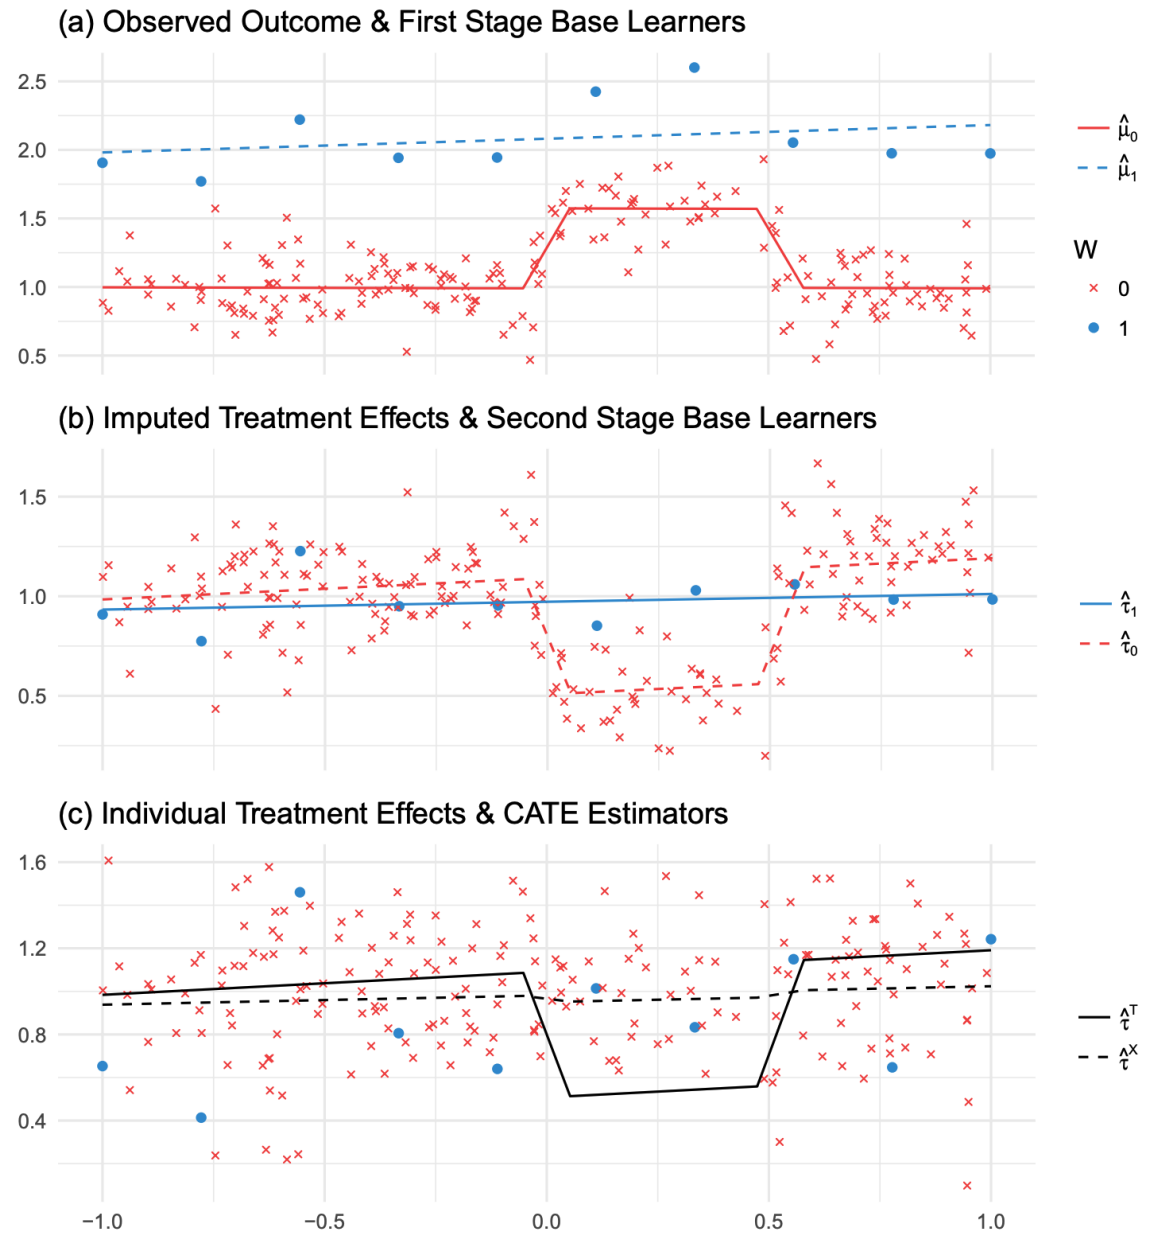 (a) Observed Outcome & First Stage Base Learners
2.5
2.0
1.5
1.0
0.5
μ̂₀
μ̂₁
W
0
1
(b) Imputed Treatment Effects & Second Stage Base Learners
1.5
1.0
0.5
τ̂₁
τ̂₀
(c) Individual Treatment Effects & CATE Estimators
1.6
1.2
0.8
0.4
τ̂ᵀ
τ̂ˣ
−1.0 −0.5 0.0 0.5 1.0